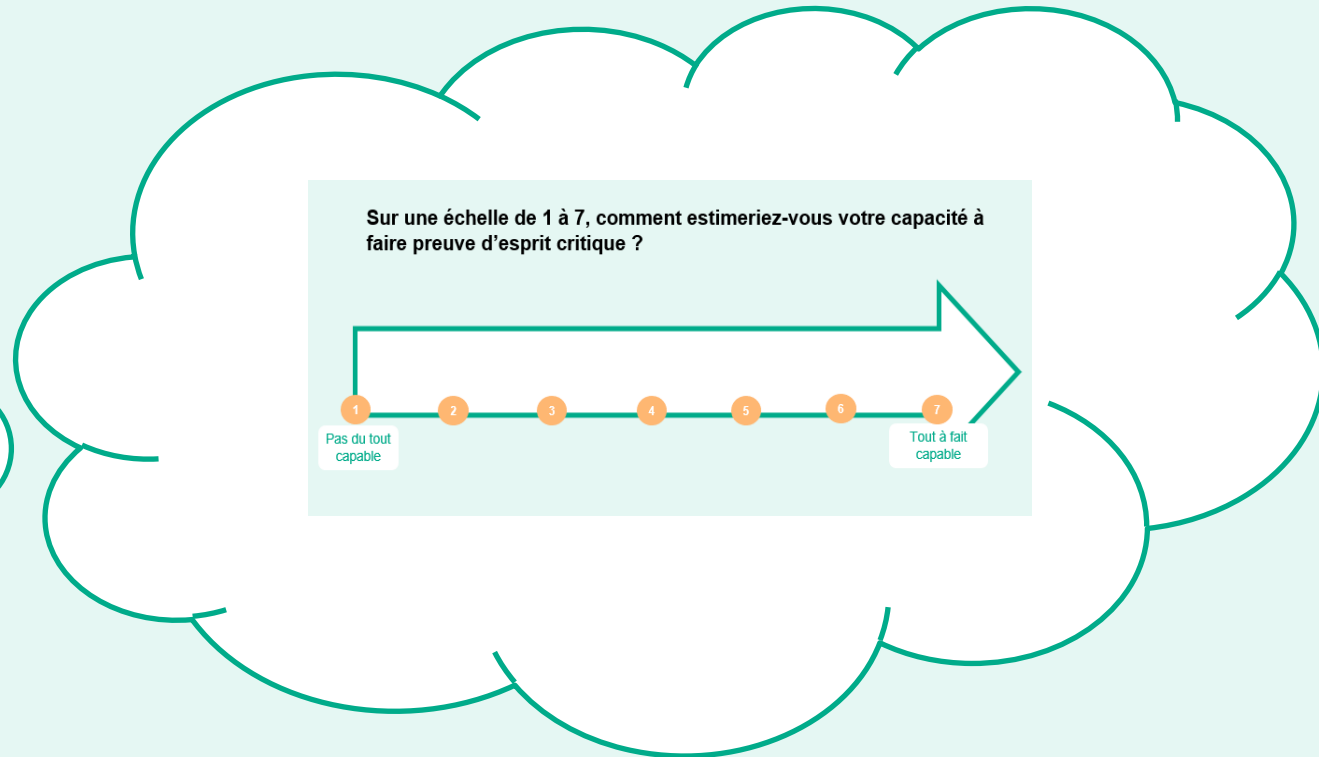 Sur une échelle de 1 à 7, comment estimeriez-vous votre capacité à
faire preuve d'esprit critique ?
1 2 3 4 5 6 7
Pas du tout
capable
Tout à fait
capable